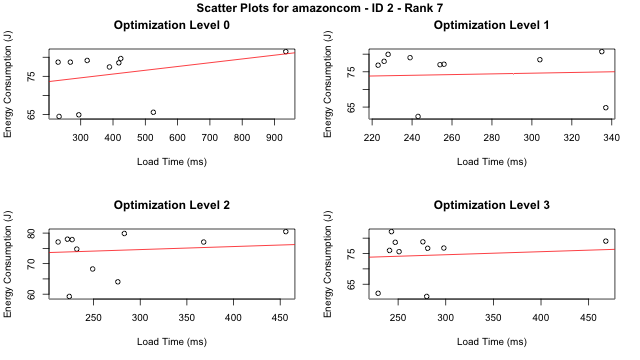 Scatter Plots for amazoncom - ID 2 - Rank 7
Optimization Level 0
Energy Consumption (J)
75
65
300 400 500 600 700 800 900
Load Time (ms)
Optimization Level 1
Energy Consumption (J)
75
65
220 240 260 280 300 320 340
Load Time (ms)
Optimization Level 2
Energy Consumption (J)
80
70
60
250 300 350 400 450
Load Time (ms)
Optimization Level 3
Energy Consumption (J)
75
65
250 300 350 400 450
Load Time (ms)